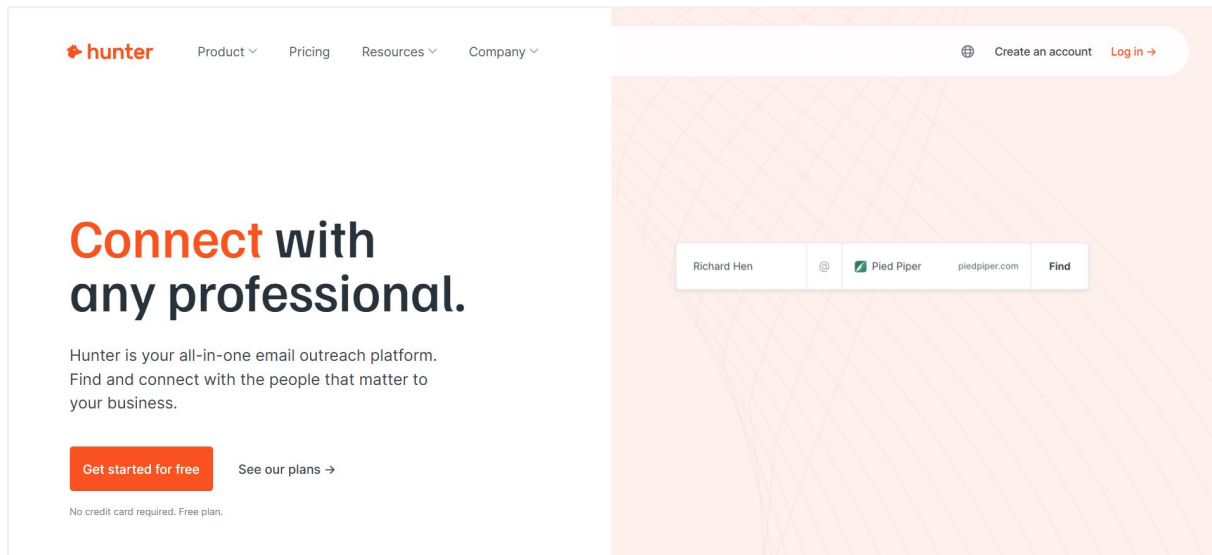 hunter Product Pricing Resources Company Create an account Log in →
Connect with
any professional.
Hunter is your all-in-one email outreach platform.
Find and connect with the people that matter to
your business.
Get started for free See our plans →
No credit card required. Free plan.
Richard Hen @ Pied Piper piedpiper.com Find